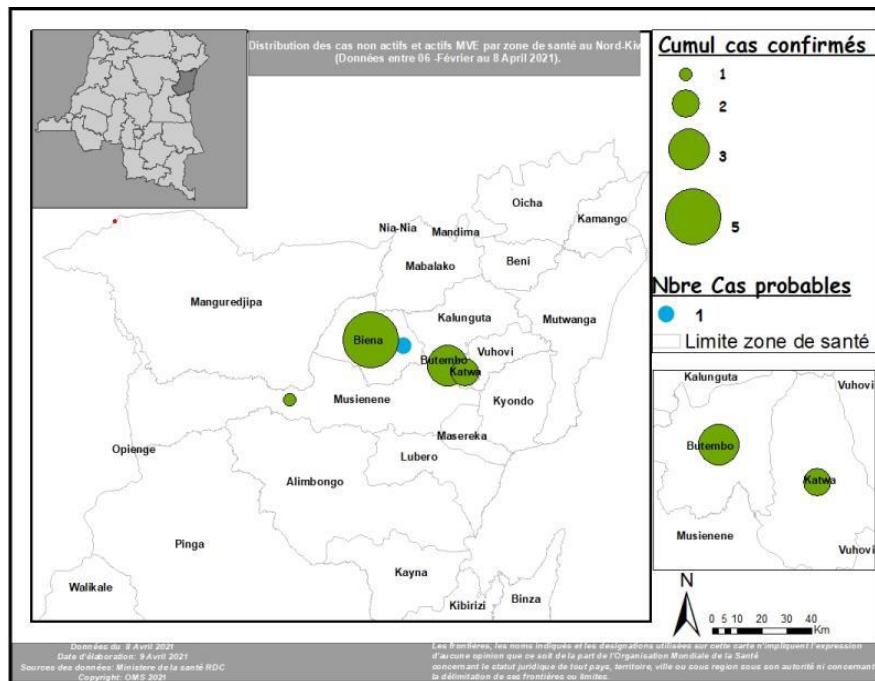 Distribution des cas non actifs et actifs MVE par zone de santé au Nord-Kiv
(Données entre 06 -Février au 8 April 2021).
Cumul cas confirmés
1
2
3
5
Nbre Cas probables
1
Limite zone de santé
Oicha
Kamango
Nia-Nia
Mandima
Mabalako
Beni
Manguredjipa
Kalunguta
Mutwanga
Biena
Butembo
Vuhovi
Katwa
Musienene
Kyondo
Masereka
Opienge
Lubero
Alimbongo
Pinga
Kayna
Walikale
Kibirizi
Binza
Kalunguta
Vuhovi
Butembo
Katwa
Musienene
Vuhovi
N
0 5 10 20 30 40
Km
Données du 8 Avril 2021
Date d'élaboration: 9 Avril 2021
Sources des données: Ministere de la santé RDC
Copyright: OMS 2021
Les frontières, les noms indiqués et les designations utilisées sur cette carte n'impliquent l'expression
d'aucune opinion que ce soit de la part de l'Organisation Mondiale de la Santé
concernant le statut juridique de tout pays, territoire, ville ou sous region sous son autorité ni concernant
la délimitation de ses frontières ou limites.